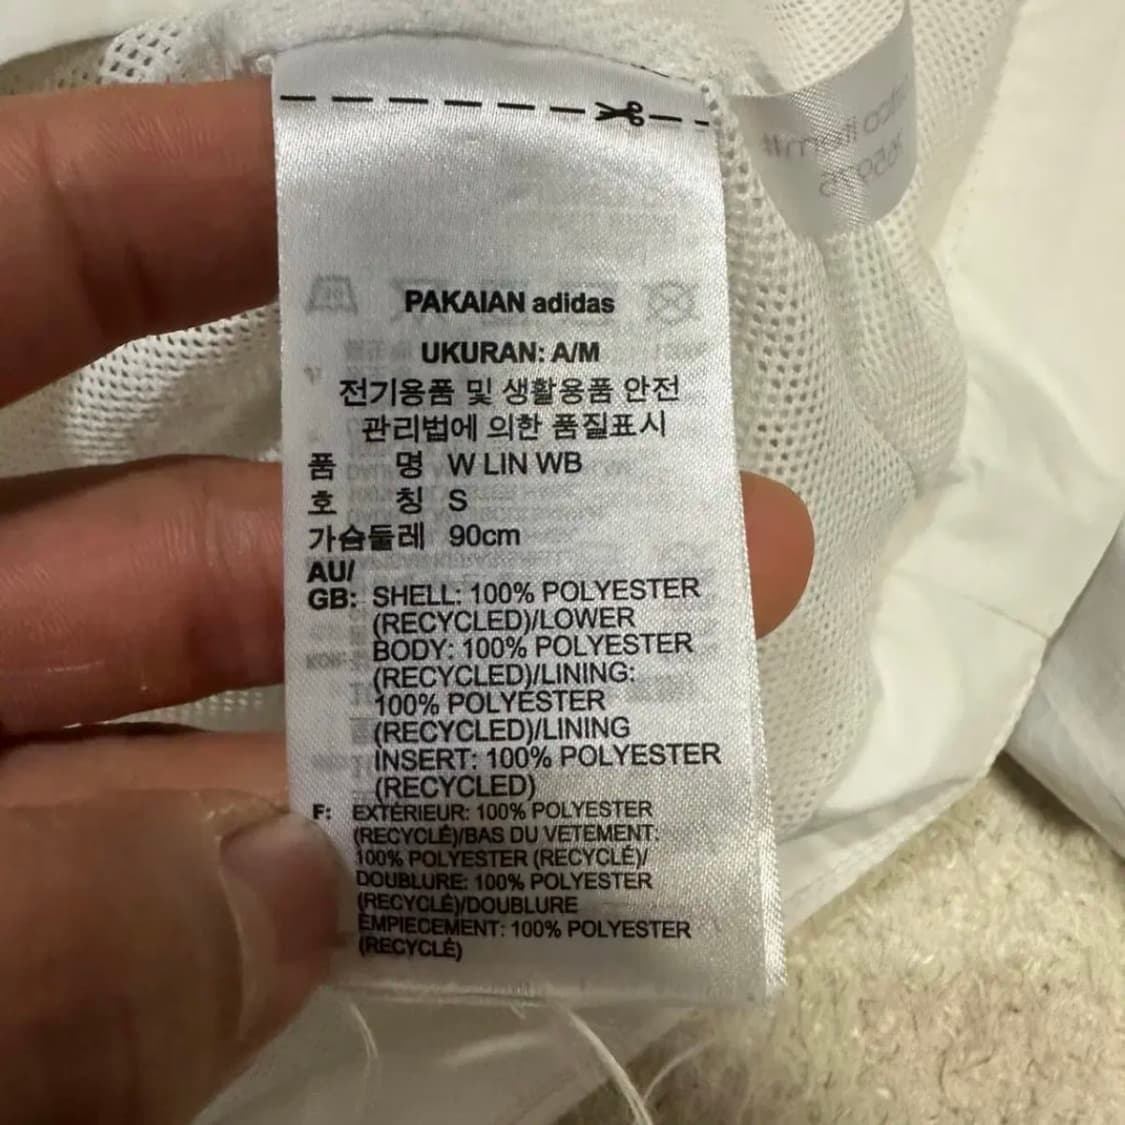 PAKAIAN adidas
UKURAN: A/M
전기용품 및 생활용품 안전
관리법에 의한 품질표시
품 명 W LIN WB
호 칭 S
가슴둘레 90cm
AU/
GB: SHELL: 100% POLYESTER
(RECYCLED)/LOWER
BODY: 100% POLYESTER
(RECYCLED)/LINING:
100% POLYESTER
(RECYCLED)/LINING
INSERT: 100% POLYESTER
(RECYCLED)
F: EXTÉRIEUR: 100% POLYESTER
(RECYCLÉ)/BAS DU VETEMENT:
100% POLYESTER (RECYCLÉ)/
DOUBLURE: 100% POLYESTER
(RECYCLÉ)/DOUBLURE
EMPIECEMENT: 100% POLYESTER
(RECYCLÉ)